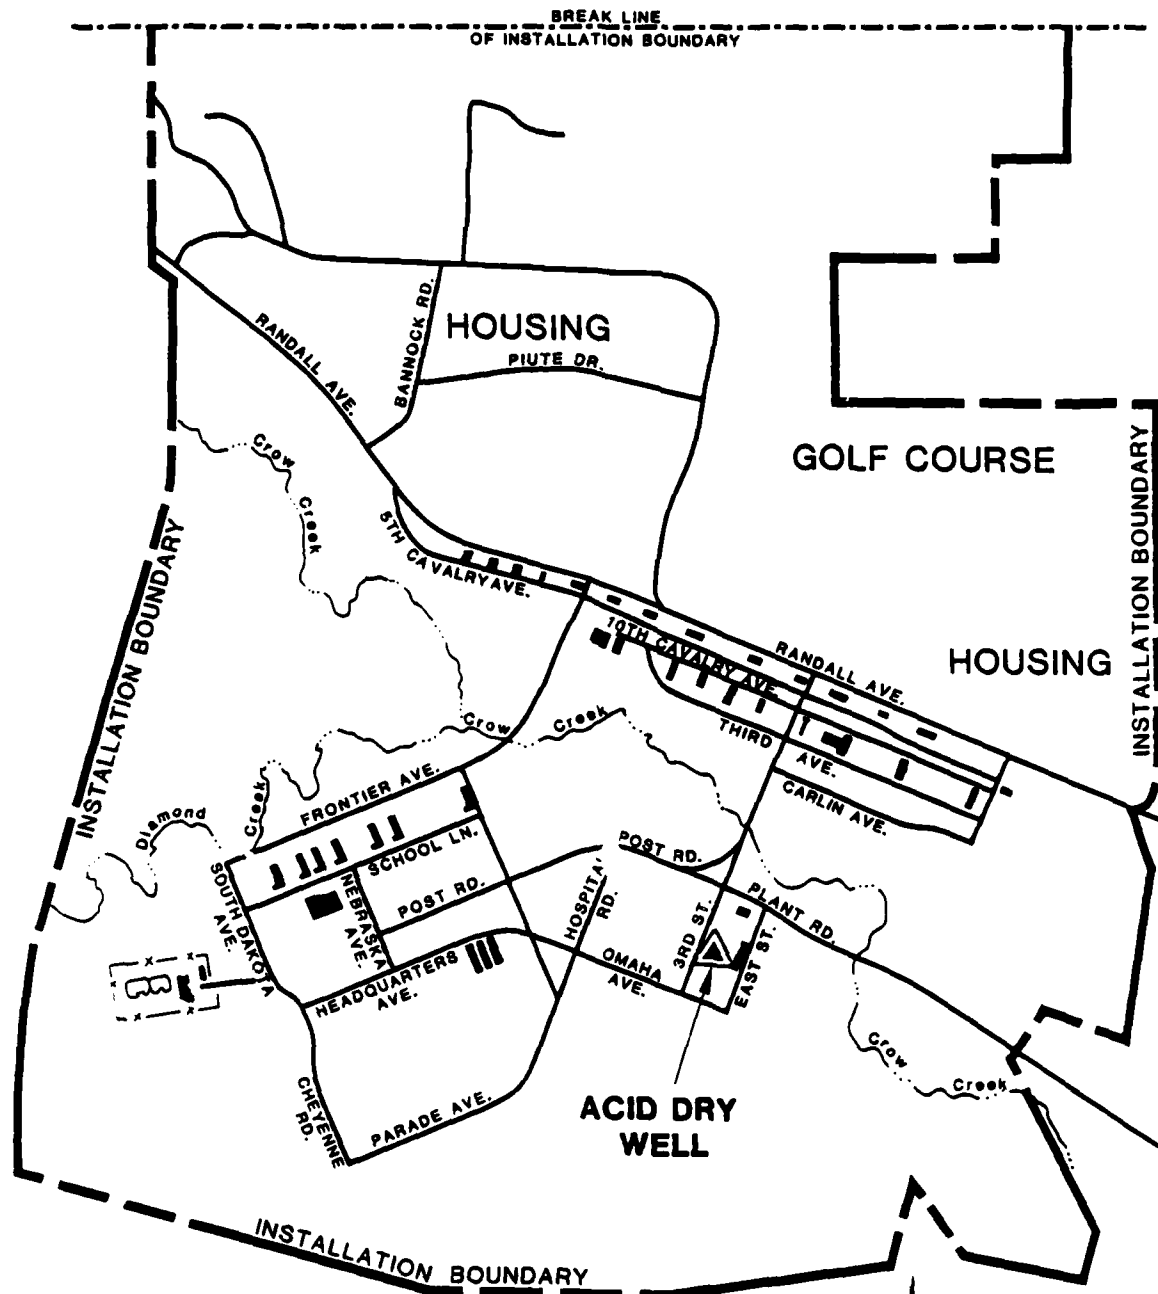 BREAK LINE
OF INSTALLATION BOUNDARY
BANNOCK RD.
HOUSING
RANDALL AVE.
PIUTE DR.
Crow
Creek
GOLF COURSE
INSTALLATION BOUNDARY
5TH CAVALRY AVE.
INSTALLATION BOUNDARY
10TH CAVALRY AVE.
RANDALL AVE.
HOUSING
Crow Creek
THIRD
AVE.
CARLIN AVE.
FRONTIER AVE.
Diamond
Creek
SCHOOL LN.
POST RD.
POST RD.
PLANT RD.
SOUTH DAKOTA
AVE.
NEBRASKA
AVE.
HOSPITA
RD.
3RD ST.
EAST ST.
HEADQUARTERS
AVE.
OMAHA
AVE.
Crow
Creek
CHEYENNE
RD.
PARADE AVE.
ACID DRY
WELL
INSTALLATION BOUNDARY